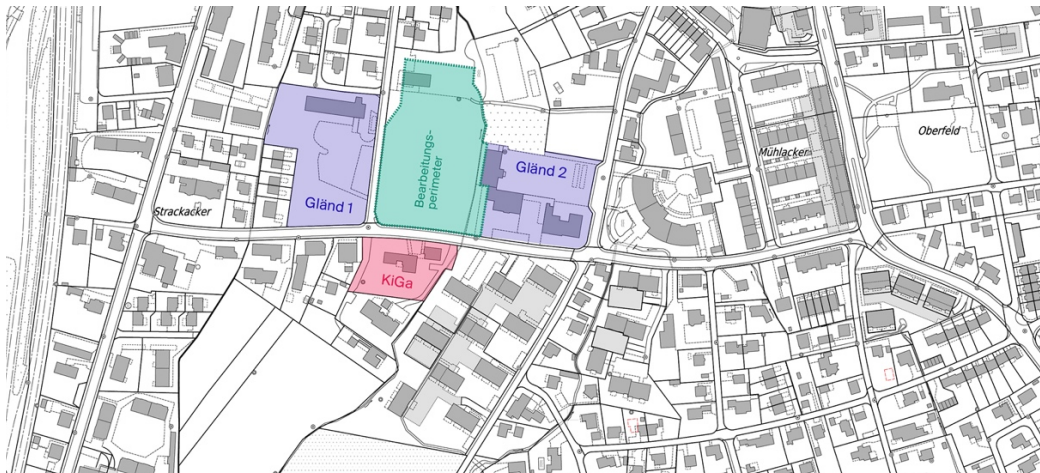 Oberfeld
Mühlacker
Bearbeitungs-
perimeter
Gländ 2
Gländ 1
Strackacker
KiGa